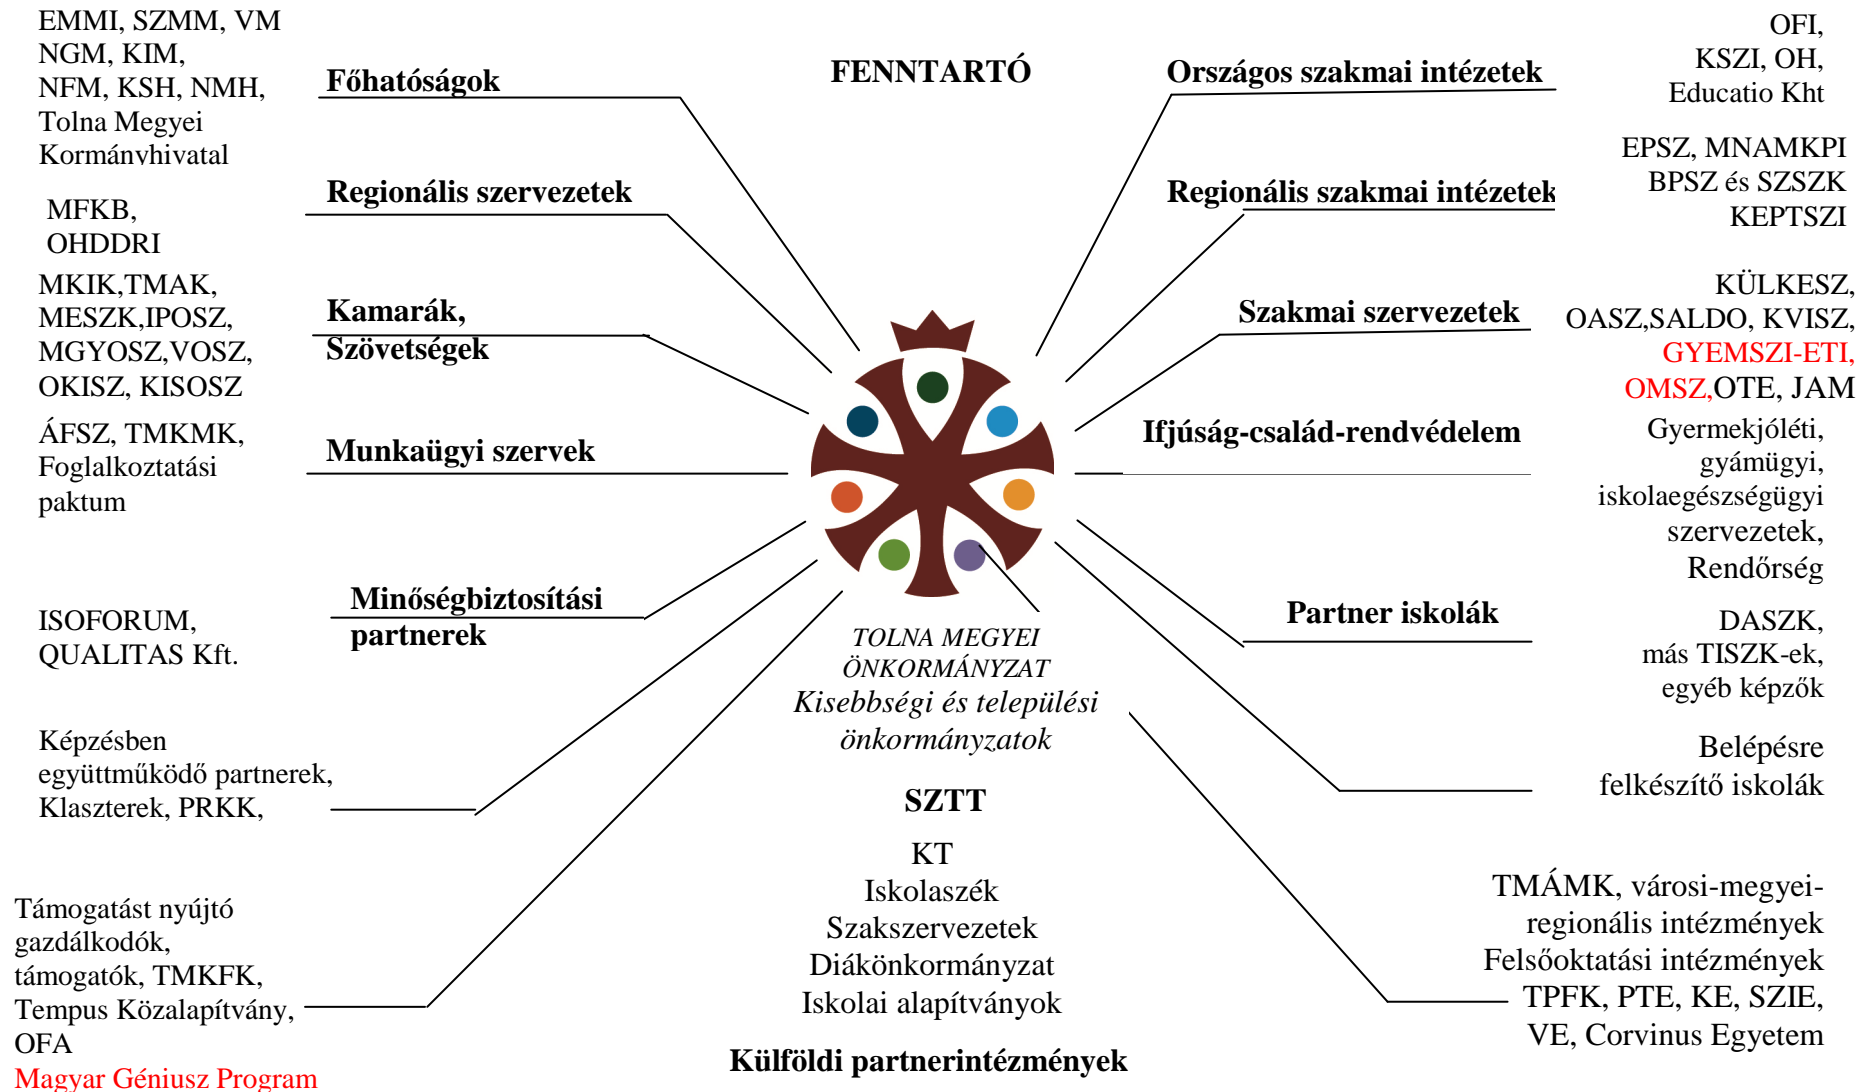 EMMI, SZMM, VM
NGM, KIM,
NFM, KSH, NMH,
Tolna Megyei
Kormányhivatal
Főhatóságok
MFKB,
OHDDRI
Regionális szervezetek
MKIK,TMAK,
MESZK,IPOSZ,
MGYOSZ,VOSZ,
OKISZ, KISOSZ
Kamarák,
Szövetségek
ÁFSZ, TMKMK,
Foglalkoztatási
paktum
Munkaügyi szervek
ISOFORUM,
QUALITAS Kft.
Minőségbiztosítási
partnerek
Képzésben
együttműködő partnerek,
Klaszterek, PRKK,
Támogatást nyújtó
gazdálkodók,
támogatók, TMKFK,
Tempus Közalapítvány,
OFA
Magyar Géniusz Program
FENNTARTÓ
TOLNA MEGYEI
ÖNKORMÁNYZAT
Kisebbségi és települési
önkormányzatok
SZTT
KT
Iskolaszék
Szakszervezetek
Diákönkormányzat
Iskolai alapítványok
Külföldi partnerintézmények
Országos szakmai intézetek
OFI,
KSZI, OH,
Educatio Kht
Regionális szakmai intézetek
EPSZ, MNAMKPI
BPSZ és SZSZK
KEPTSZI
Szakmai szervezetek
KÜLKESZ,
OASZ,SALDO, KVISZ,
GYEMSZI-ETI,
OMSZ,OTE, JAM
Ifjúság-család-rendvédelem
Gyermekjóléti,
gyámügyi,
iskolaegészségügyi
szervezetek,
Rendőrség
Partner iskolák
DASZK,
más TISZK-ek,
egyéb képzők
Belépésre
felkészítő iskolák
TMÁMK, városi-megyei-
regionális intézmények
Felsőoktatási intézmények
TPFK, PTE, KE, SZIE,
VE, Corvinus Egyetem